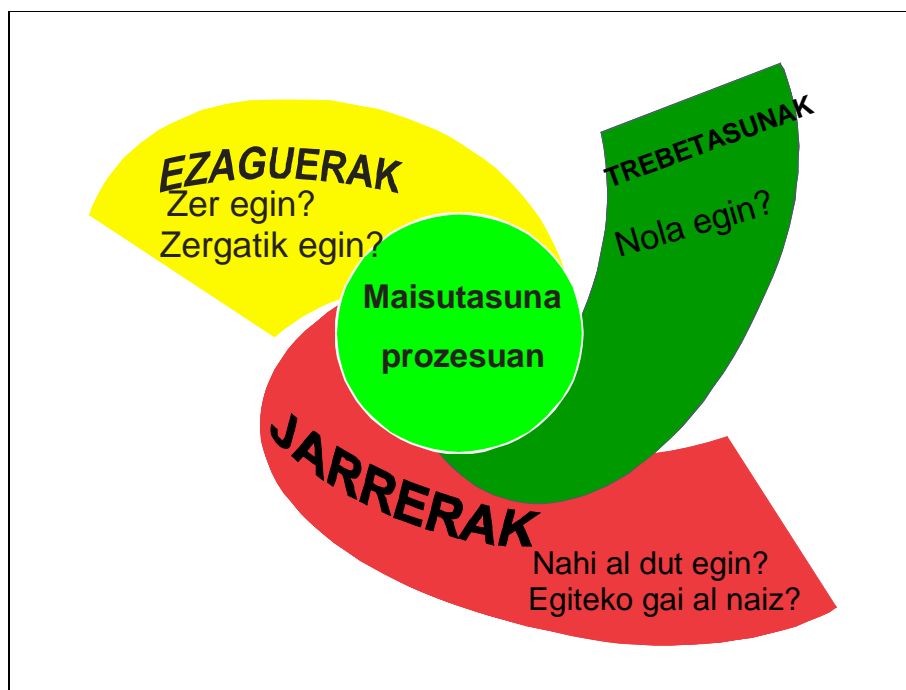 EZAGUERAK
Zer egin?
Zergatik egin?
TREBETASUNAK
Nola egin?
Maisutasuna
prozesuan
JARRERAK
Nahi al dut egin?
Egiteko gai al naiz?